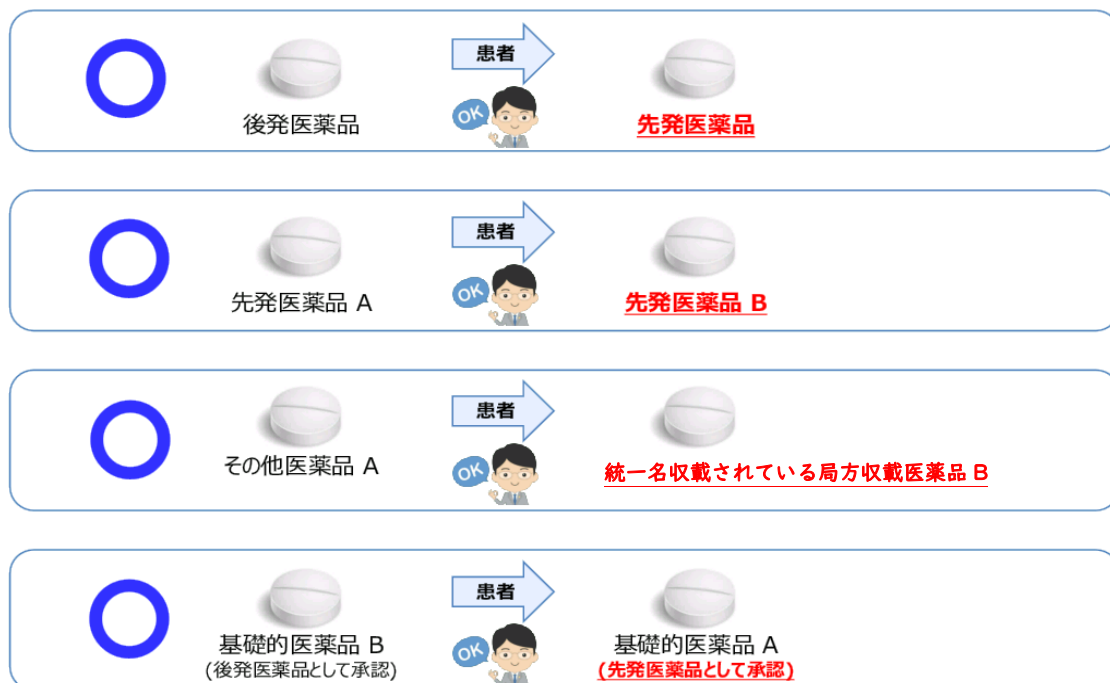 患者
OK
後発医薬品
先発医薬品
患者
OK
先発医薬品 A
先発医薬品 B
患者
OK
その他医薬品 A
統一名収載されている局方収載医薬品 B
患者
OK
基礎的医薬品 B
(後発医薬品として承認)
基礎的医薬品 A
(先発医薬品として承認)